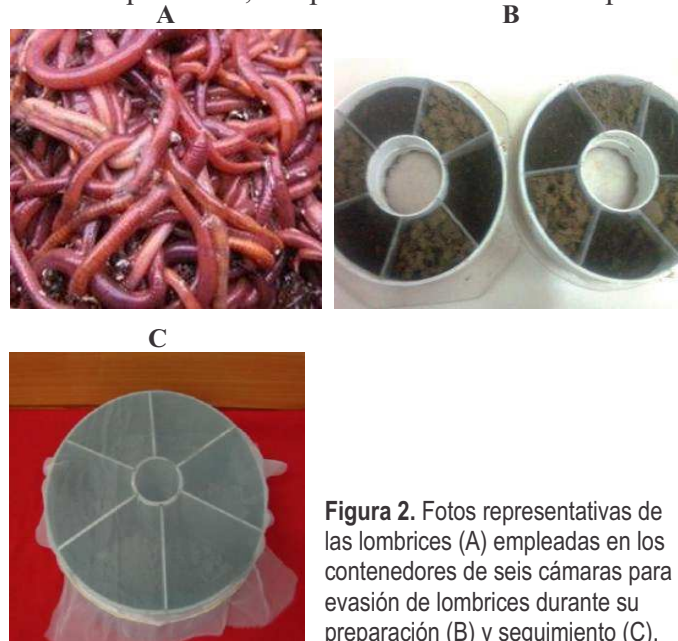 A
B
C
Figura 2. Fotos representativas de
las lombrices (A) empleadas en los
contenedores de seis cámaras para
evasión de lombrices durante su
preparación (B) y seguimiento (C).